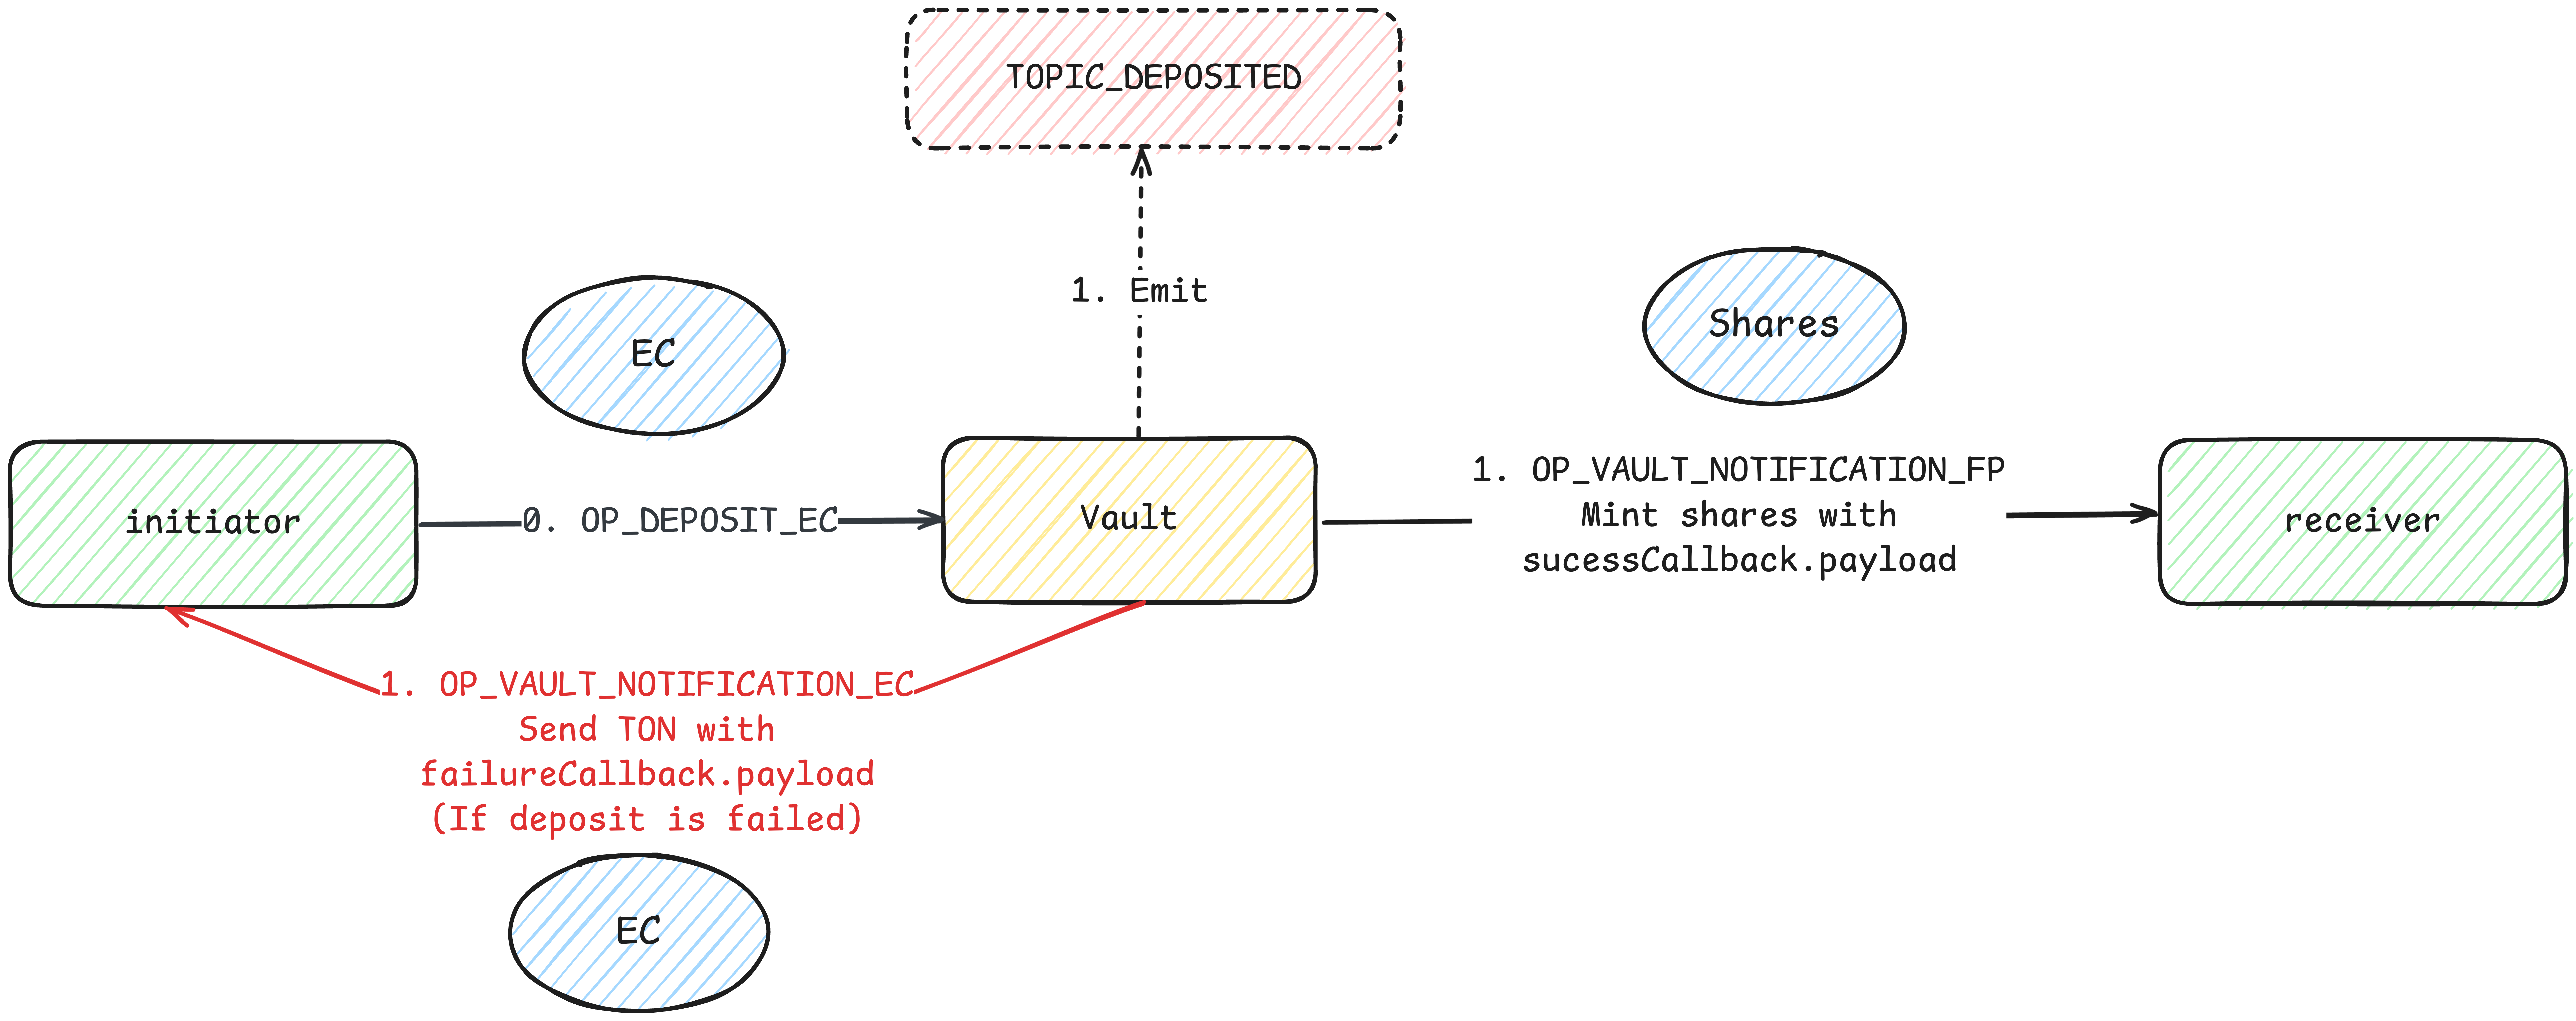 TOPIC_DEPOSITED
1. Emit
Shares
EC
initiator
0. OP_DEPOSIT_EC
Vault
1. OP_VAULT_NOTIFICATION_FP
Mint shares with
sucessCallback.payload
receiver
1. OP_VAULT_NOTIFICATION_EC
Send TON with
failureCallback.payload
(If deposit is failed)
EC